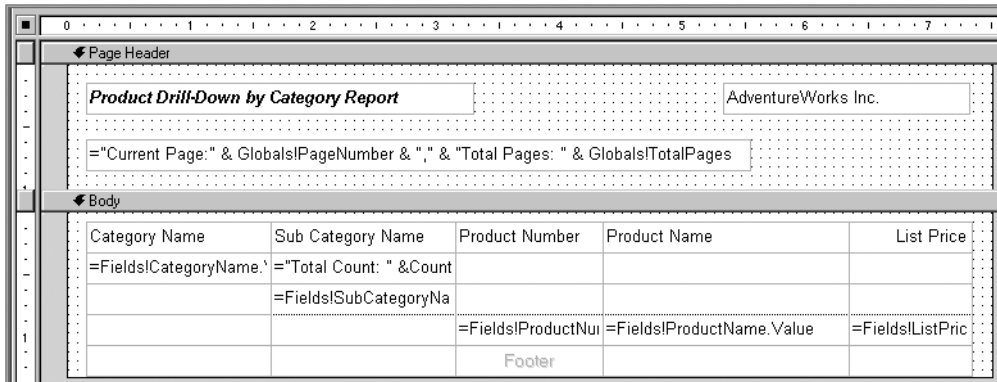 0 1 2 3 4 5 6 7
Page Header
Product Drill-Down by Category Report AdventureWorks Inc.
="Current Page:" & Globals!PageNumber & "," & "Total Pages: " & Globals!TotalPages
1
Body
Category Name Sub Category Name Product Number Product Name List Price
=Fields!CategoryName.V ="Total Count: " &Count
=Fields!SubCategoryNa
=Fields!ProductNu =Fields!ProductName.Value =Fields!ListPric
1
Footer